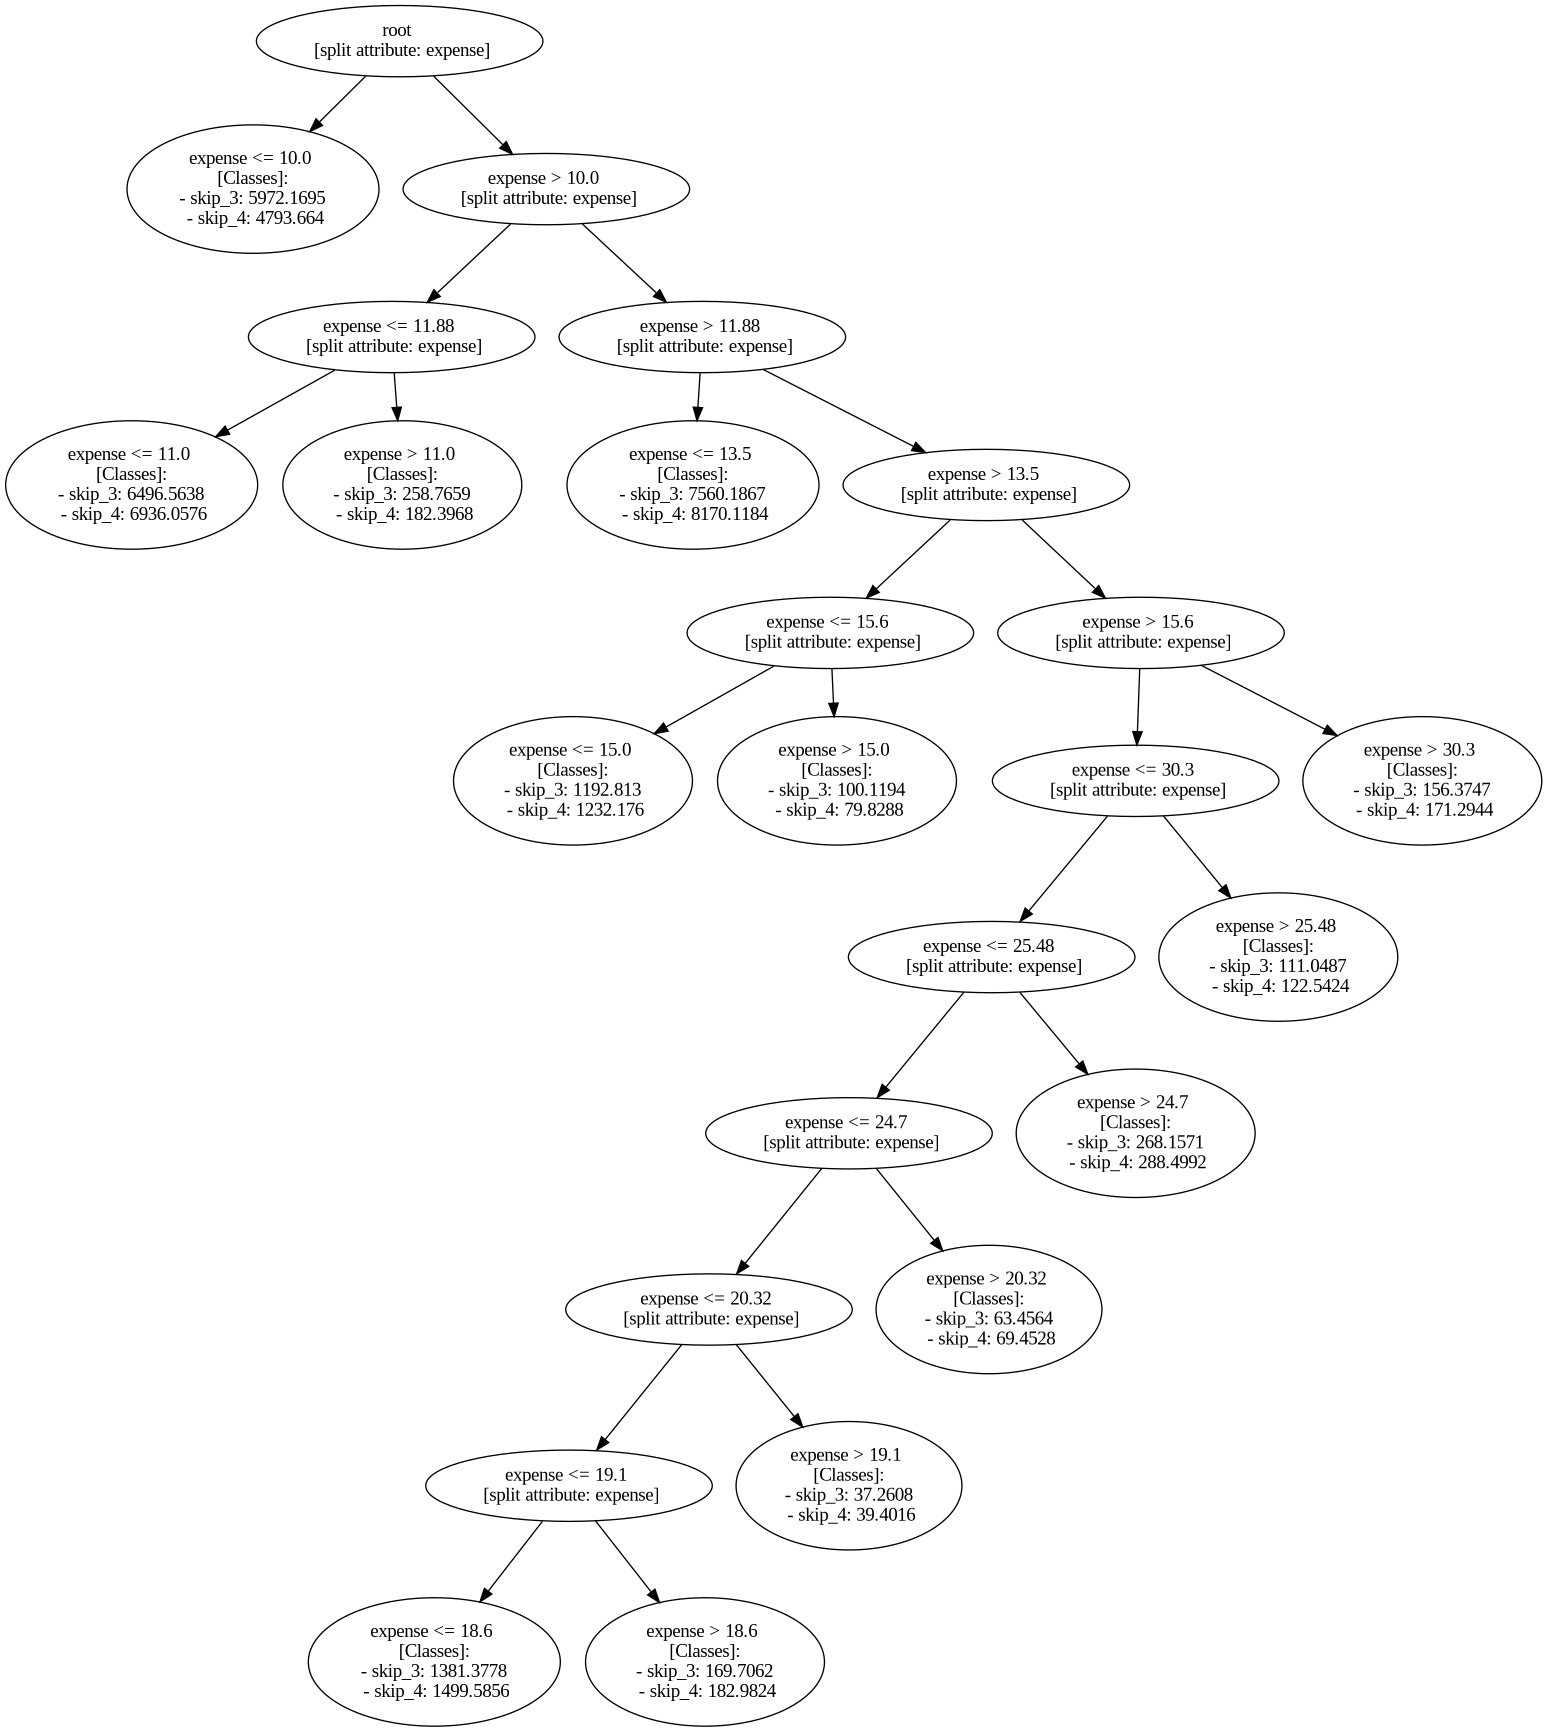 root
[split attribute: expense]
expense <= 10.0
[Classes]:
- skip_3: 5972.1695
- skip_4: 4793.664
expense > 10.0
[split attribute: expense]
expense <= 11.88
[split attribute: expense]
expense > 11.88
[split attribute: expense]
expense <= 11.0
[Classes]:
- skip_3: 6496.5638
- skip_4: 6936.0576
expense > 11.0
[Classes]:
- skip_3: 258.7659
- skip_4: 182.3968
expense <= 13.5
[Classes]:
- skip_3: 7560.1867
- skip_4: 8170.1184
expense > 13.5
[split attribute: expense]
expense <= 15.6
[split attribute: expense]
expense > 15.6
[split attribute: expense]
expense <= 15.0
[Classes]:
- skip_3: 1192.813
- skip_4: 1232.176
expense > 15.0
[Classes]:
- skip_3: 100.1194
- skip_4: 79.8288
expense <= 30.3
[split attribute: expense]
expense > 30.3
[Classes]:
- skip_3: 156.3747
- skip_4: 171.2944
expense <= 25.48
[split attribute: expense]
expense > 25.48
[Classes]:
- skip_3: 111.0487
- skip_4: 122.5424
expense <= 24.7
[split attribute: expense]
expense > 24.7
[Classes]:
- skip_3: 268.1571
- skip_4: 288.4992
expense <= 20.32
[split attribute: expense]
expense > 20.32
[Classes]:
- skip_3: 63.4564
- skip_4: 69.4528
expense <= 19.1
[split attribute: expense]
expense > 19.1
[Classes]:
- skip_3: 37.2608
- skip_4: 39.4016
expense <= 18.6
[Classes]:
- skip_3: 1381.3778
- skip_4: 1499.5856
expense > 18.6
[Classes]:
- skip_3: 169.7062
- skip_4: 182.9824